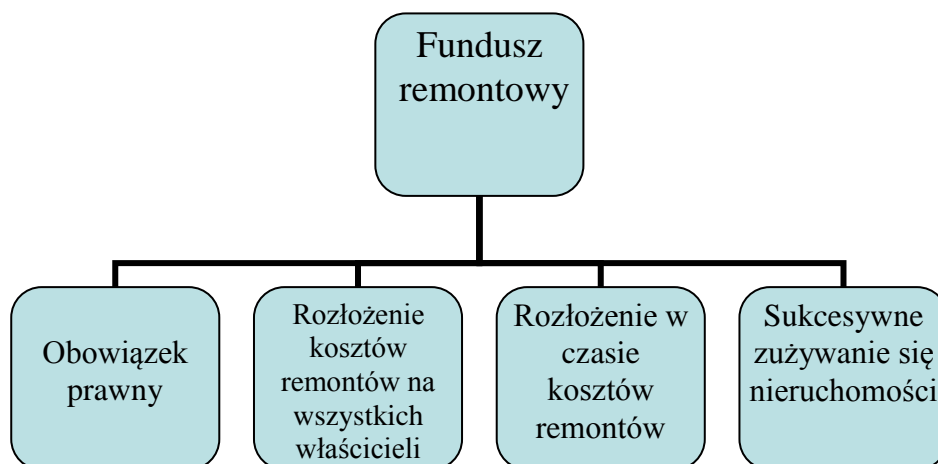 Fundusz
remontowy
Obowiązek
prawny
Rozłożenie
kosztów
remontów na
wszystkich
właścicieli
Rozłożenie w
czasie
kosztów
remontów
Sukcesywne
zużywanie się
nieruchomości